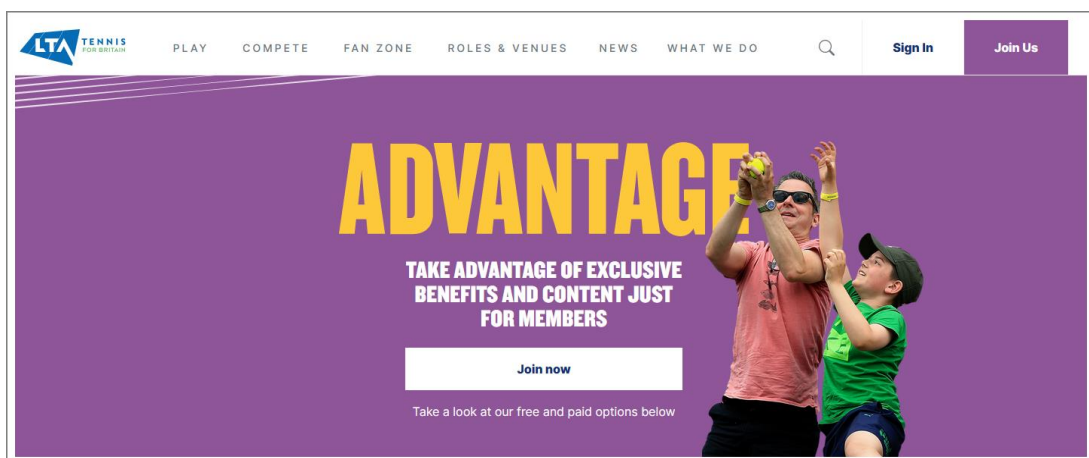 LTA TENNIS
FOR BRITAIN
PLAY COMPETE FAN ZONE ROLES & VENUES NEWS WHAT WE DO Sign In Join Us
ADVANTAGE
TAKE ADVANTAGE OF EXCLUSIVE
BENEFITS AND CONTENT JUST
FOR MEMBERS
Join now
Take a look at our free and paid options below